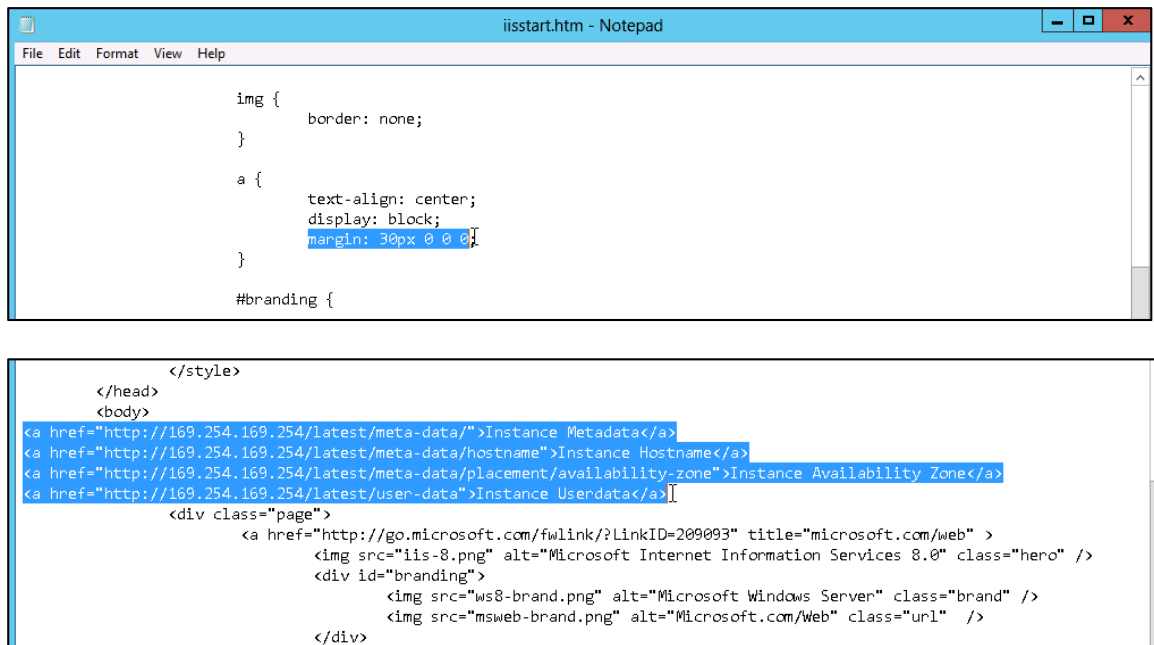 iisstart.htm - Notepad
File Edit Format View Help
img {
border: none;
}
a {
text-align: center;
display: block;
margin: 30px 0 0 0;
}
#branding {
</style>
</head>
<body>
<a href="http://169.254.169.254/latest/meta-data/">Instance Metadata</a>
<a href="http://169.254.169.254/latest/meta-data/hostname">Instance Hostname</a>
<a href="http://169.254.169.254/latest/meta-data/placement/availability-zone">Instance Availability Zone</a>
<a href="http://169.254.169.254/latest/user-data">Instance Userdata</a>
<div class="page">
<a href="http://go.microsoft.com/fwlink/?LinkID=209093" title="microsoft.com/web" >
<img src="iis-8.png" alt="Microsoft Internet Information Services 8.0" class="hero" />
<div id="branding">
<img src="ws8-brand.png" alt="Microsoft Windows Server" class="brand" />
<img src="msweb-brand.png" alt="Microsoft.com/Web" class="url"  />
</div>